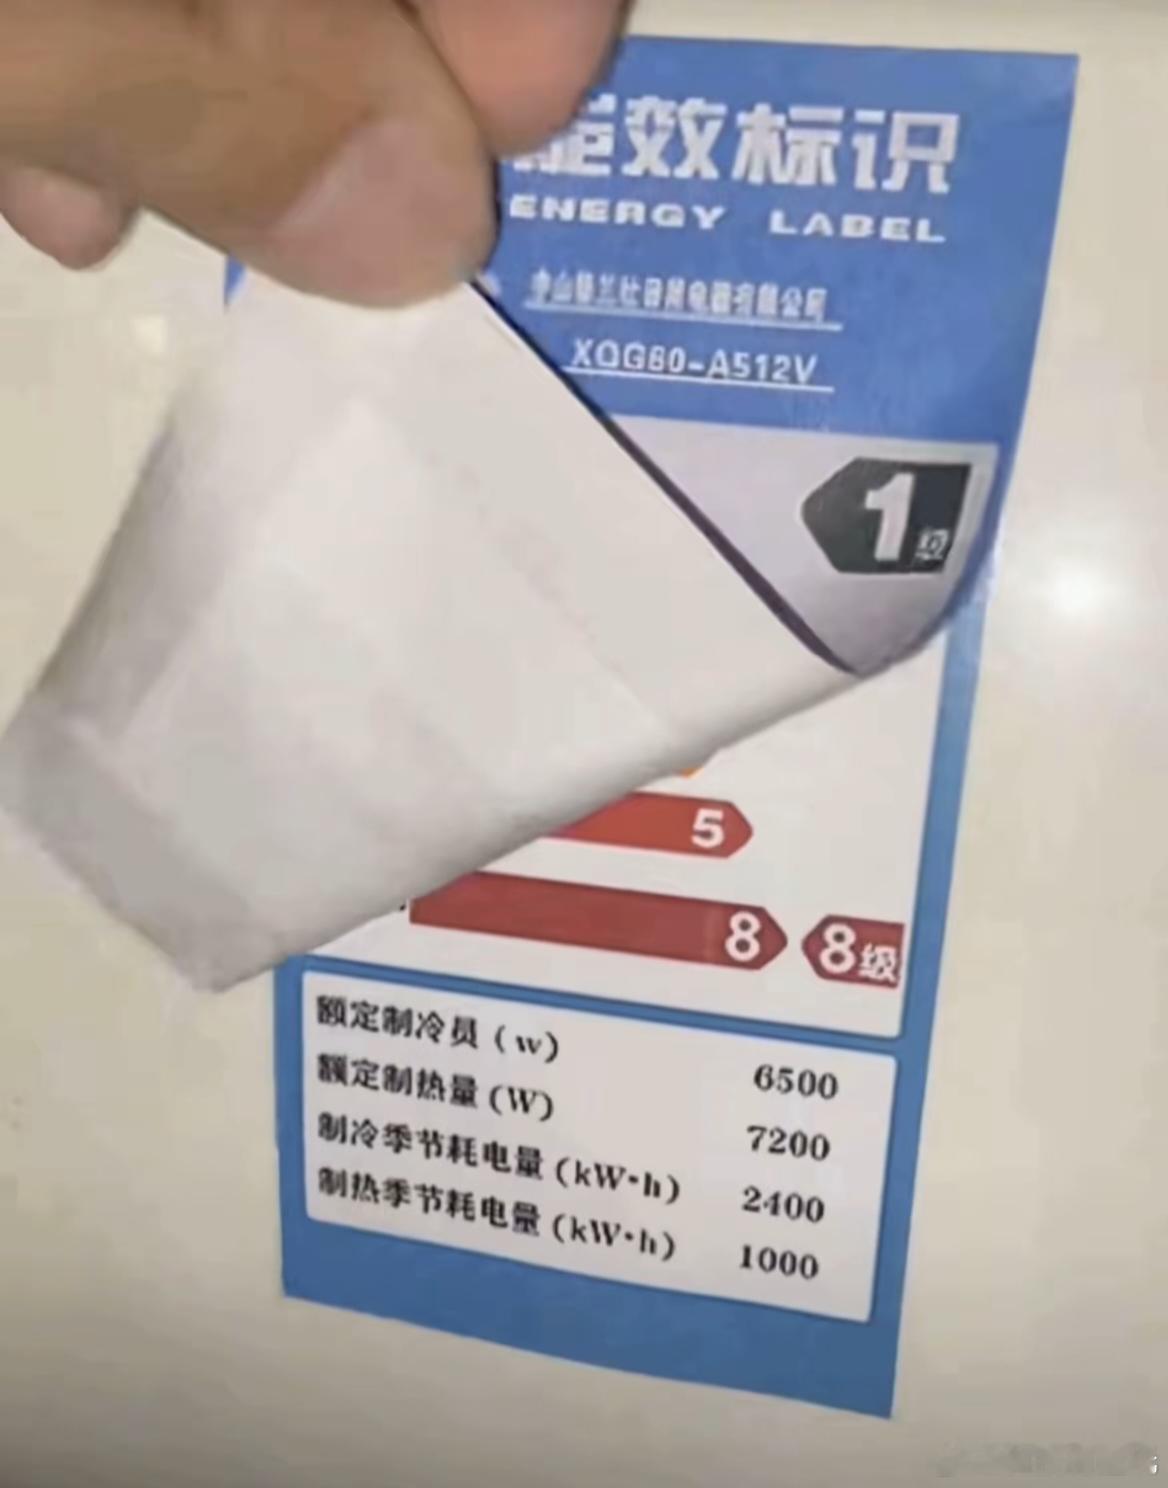 能效标识
ENERGY LABEL
XQG80-A512V
1级
5
8
8级
额定制冷员(w) 6500
额定制热量(W) 7200
制冷季节耗电量(kW·h) 2400
制热季节耗电量(kW·h) 1000